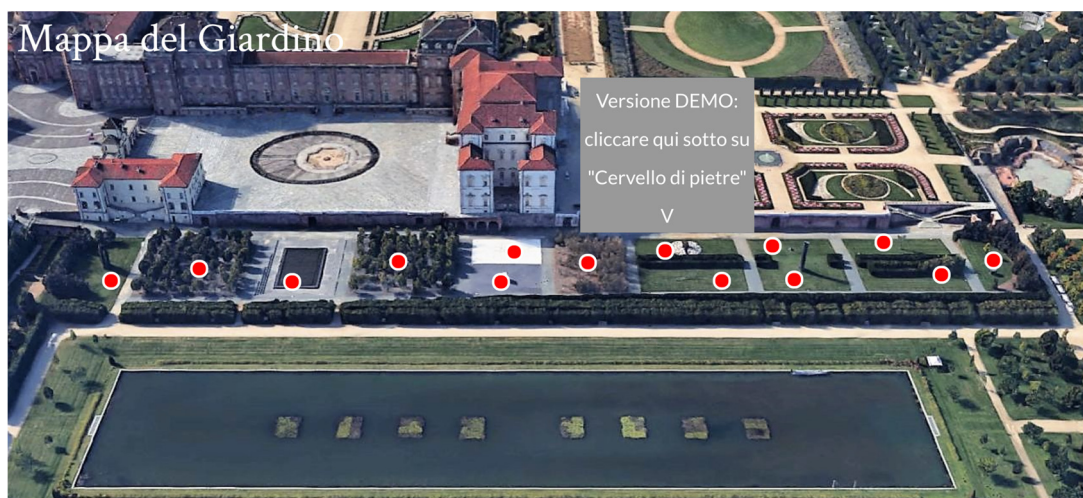 Mappa del Giardino
Versione DEMO:
cliccare qui sotto su
"Cervello di pietre"
V